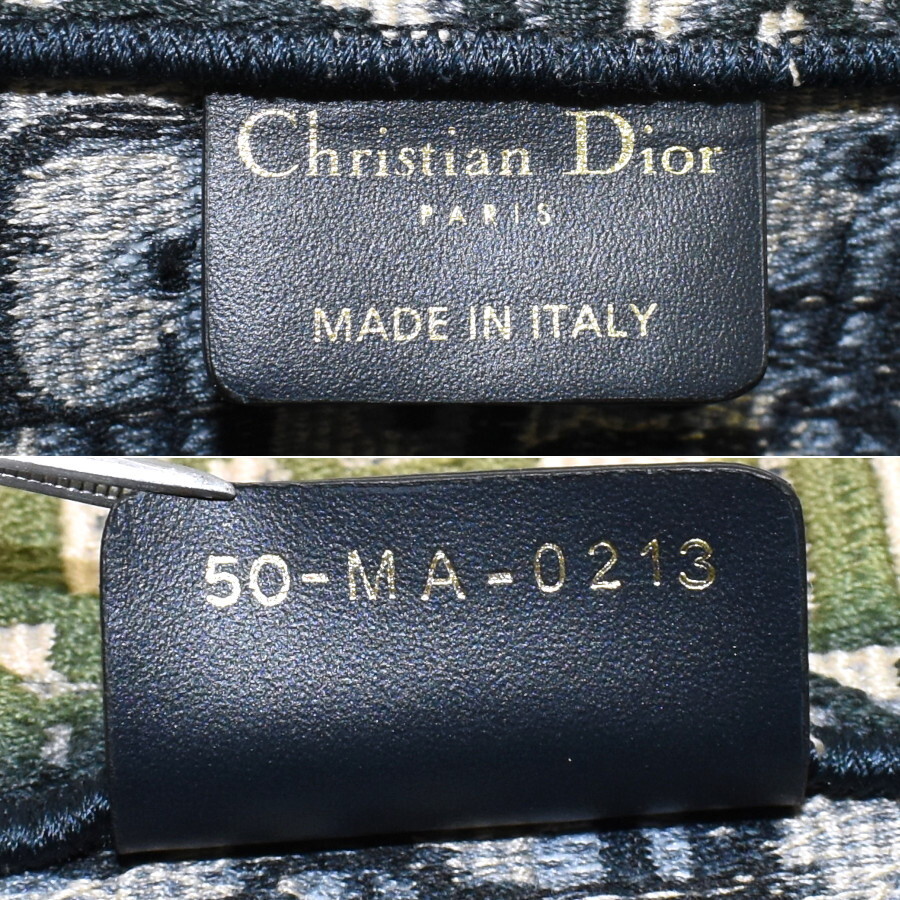 Christian Dior
PARIS
MADE IN ITALY
50-MA-0213